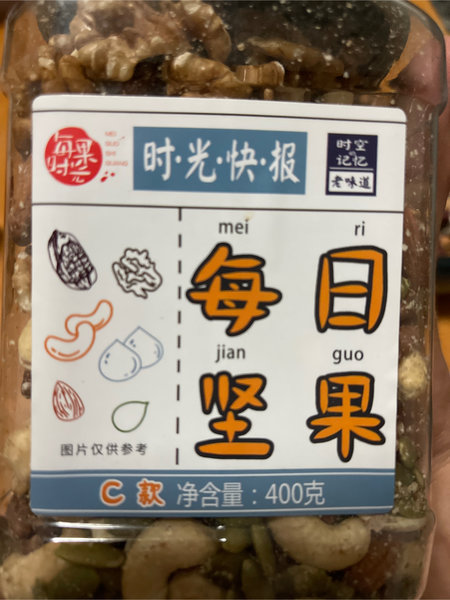 每果时光
MEI
GUO
SHI
GUANG
时·光·快·报
时空
の
记忆
老味道
mei ri
每日
jian guo
坚果
图片仅供参考
C款 净含量：400克